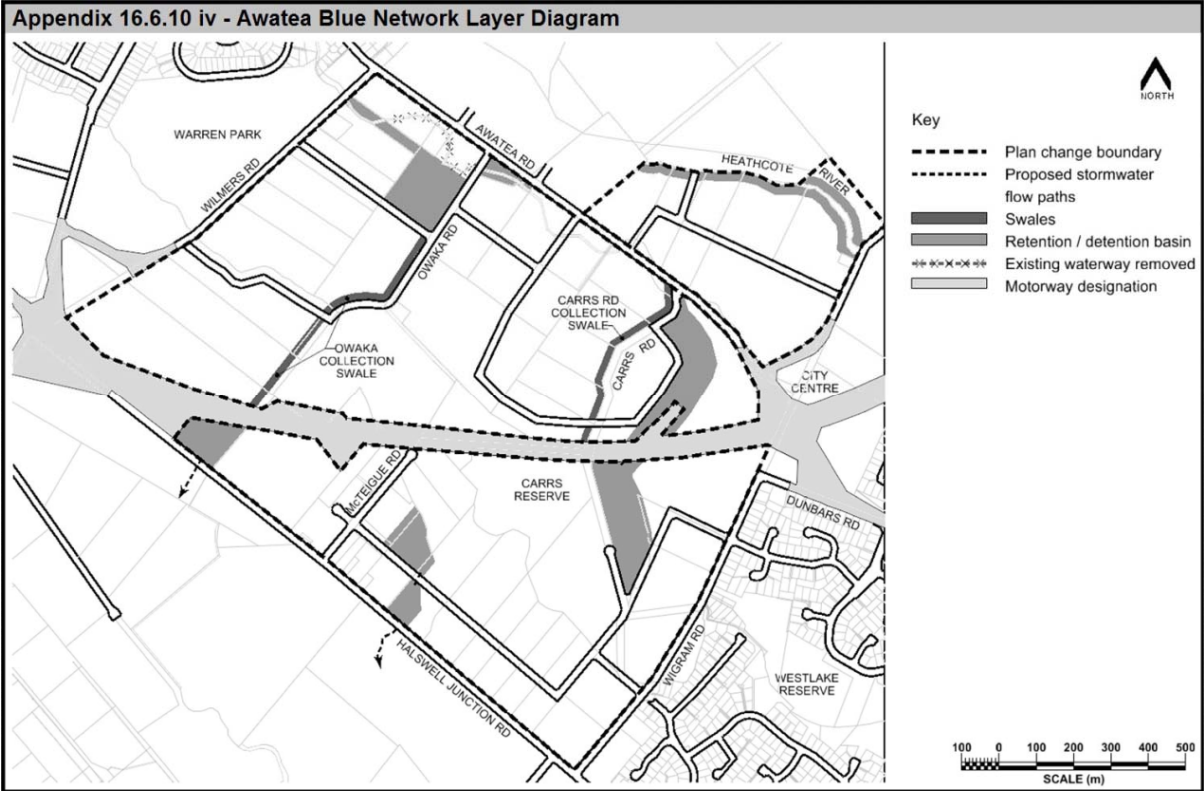 Appendix 16.6.10 iv - Awatea Blue Network Layer Diagram
NORTH
Key
Plan change boundary
Proposed stormwater
flow paths
Swales
Retention / detention basin
Existing waterway removed
Motorway designation
WARREN PARK
WILMERS RD
AWATEA RD
HEATHCOTE
RIVER
OWAKA RD
CARRS RD
COLLECTION
SWALE
CARRS RD
OWAKA
COLLECTION
SWALE
CITY
CENTRE
McTEIGUE RD
CARRS
RESERVE
DUNBARS RD
HALSWELL JUNCTION RD
WIGRAM RD
WESTLAKE
RESERVE
100 0 100 200 300 400 500
SCALE (m)